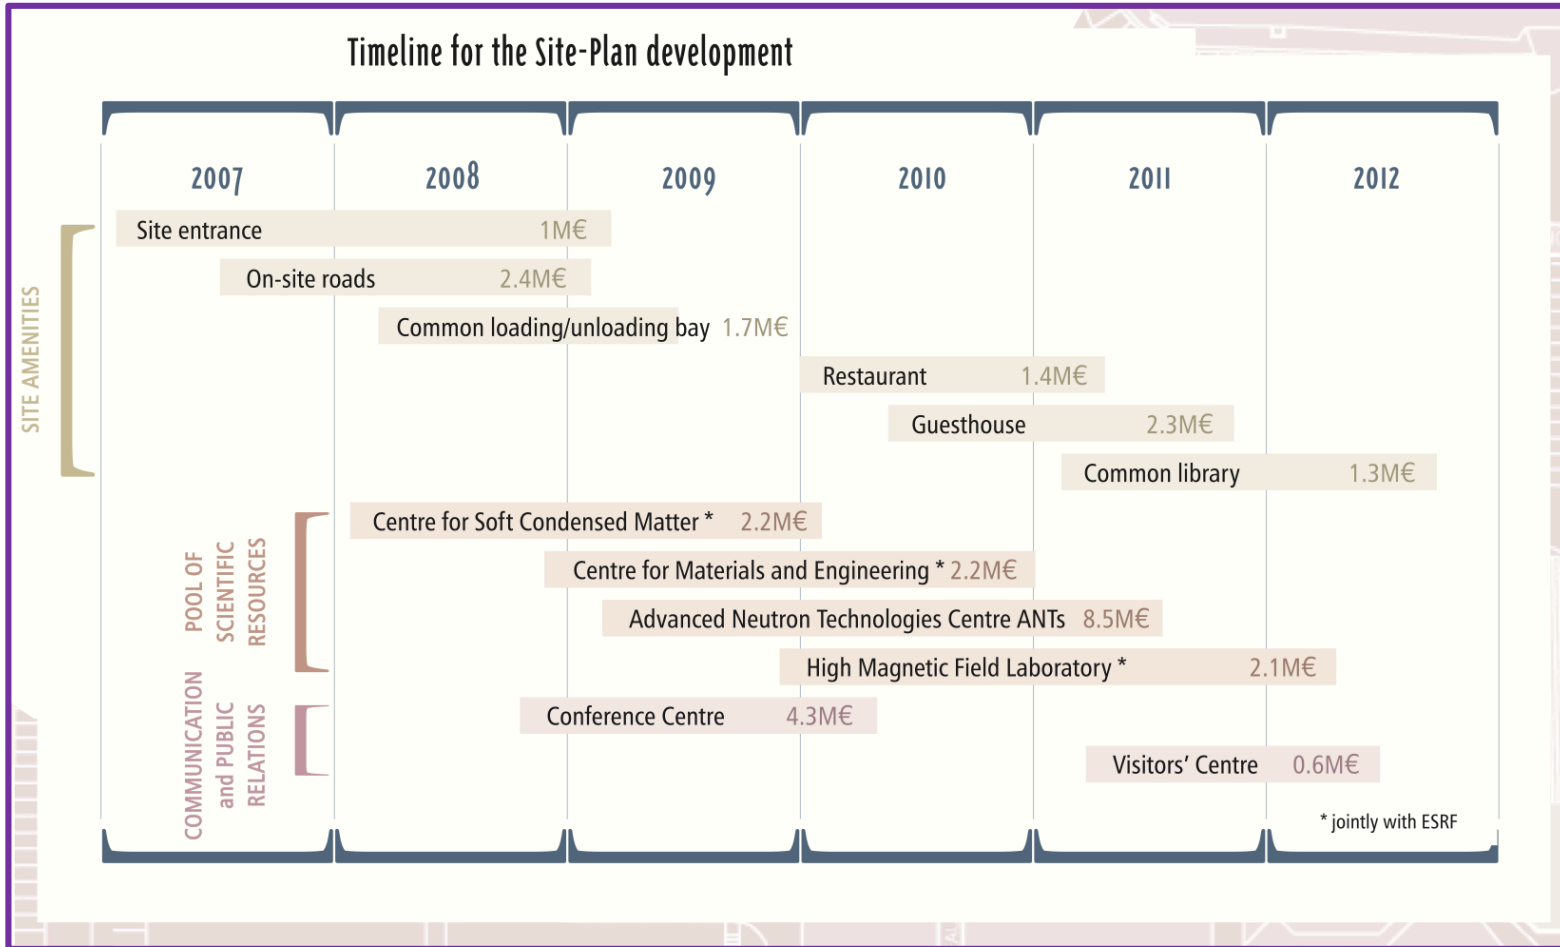 Timeline for the Site-Plan development
2007 2008 2009 2010 2011 2012
SITE AMENITIES
Site entrance 1M€
On-site roads 2.4M€
Common loading/unloading bay 1.7M€
Restaurant 1.4M€
Guesthouse 2.3M€
Common library 1.3M€
POOL OF
SCIENTIFIC
RESOURCES
Centre for Soft Condensed Matter * 2.2M€
Centre for Materials and Engineering * 2.2M€
Advanced Neutron Technologies Centre ANTs 8.5M€
High Magnetic Field Laboratory * 2.1M€
COMMUNICATION
and PUBLIC
RELATIONS
Conference Centre 4.3M€
Visitors' Centre 0.6M€
* jointly with ESRF